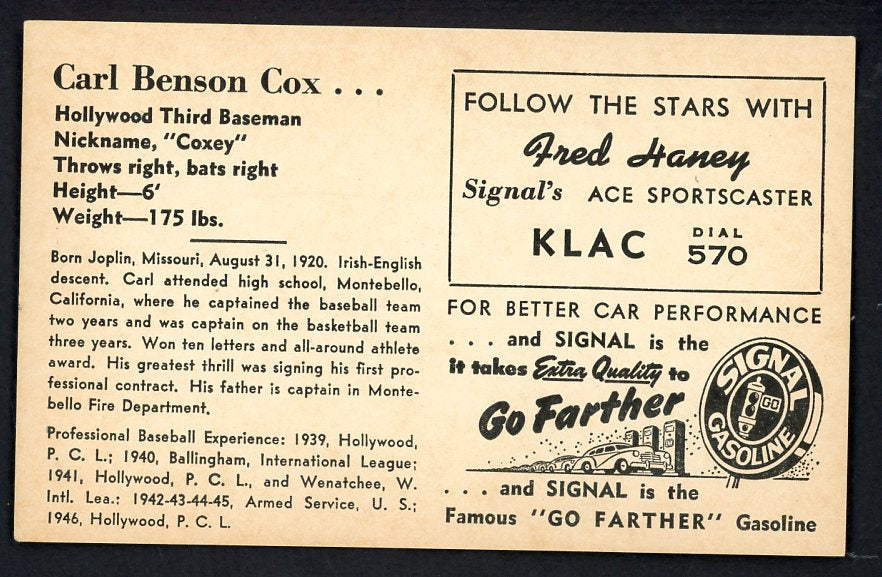 Carl Benson Cox . . .
Hollywood Third Baseman
Nickname, "Coxey"
Throws right, bats right
Height—6'
Weight—175 lbs.
Born Joplin, Missouri, August 31, 1920. Irish-English
descent. Carl attended high school, Montebello,
California, where he captained the baseball team
two years and was captain on the basketball team
three years. Won ten letters and all-around athlete
award. His greatest thrill was signing his first pro-
fessional contract. His father is captain in Monte-
bello Fire Department.
Professional Baseball Experience: 1939, Hollywood,
P. C. L.; 1940, Ballingham, International League;
1941, Hollywood, P. C. L., and Wenatchee, W.
Intl. Lea.: 1942-43-44-45, Armed Service, U. S.;
1946, Hollywood, P. C. L.
FOLLOW THE STARS WITH
Fred Haney
Signal's ACE SPORTSCASTER
KLAC DIAL 570
FOR BETTER CAR PERFORMANCE
. . . and SIGNAL is the
it takes Extra Quality to
Go Farther
SIGNAL
GO
GASOLINE
. . . and SIGNAL is the
Famous "GO FARTHER" Gasoline